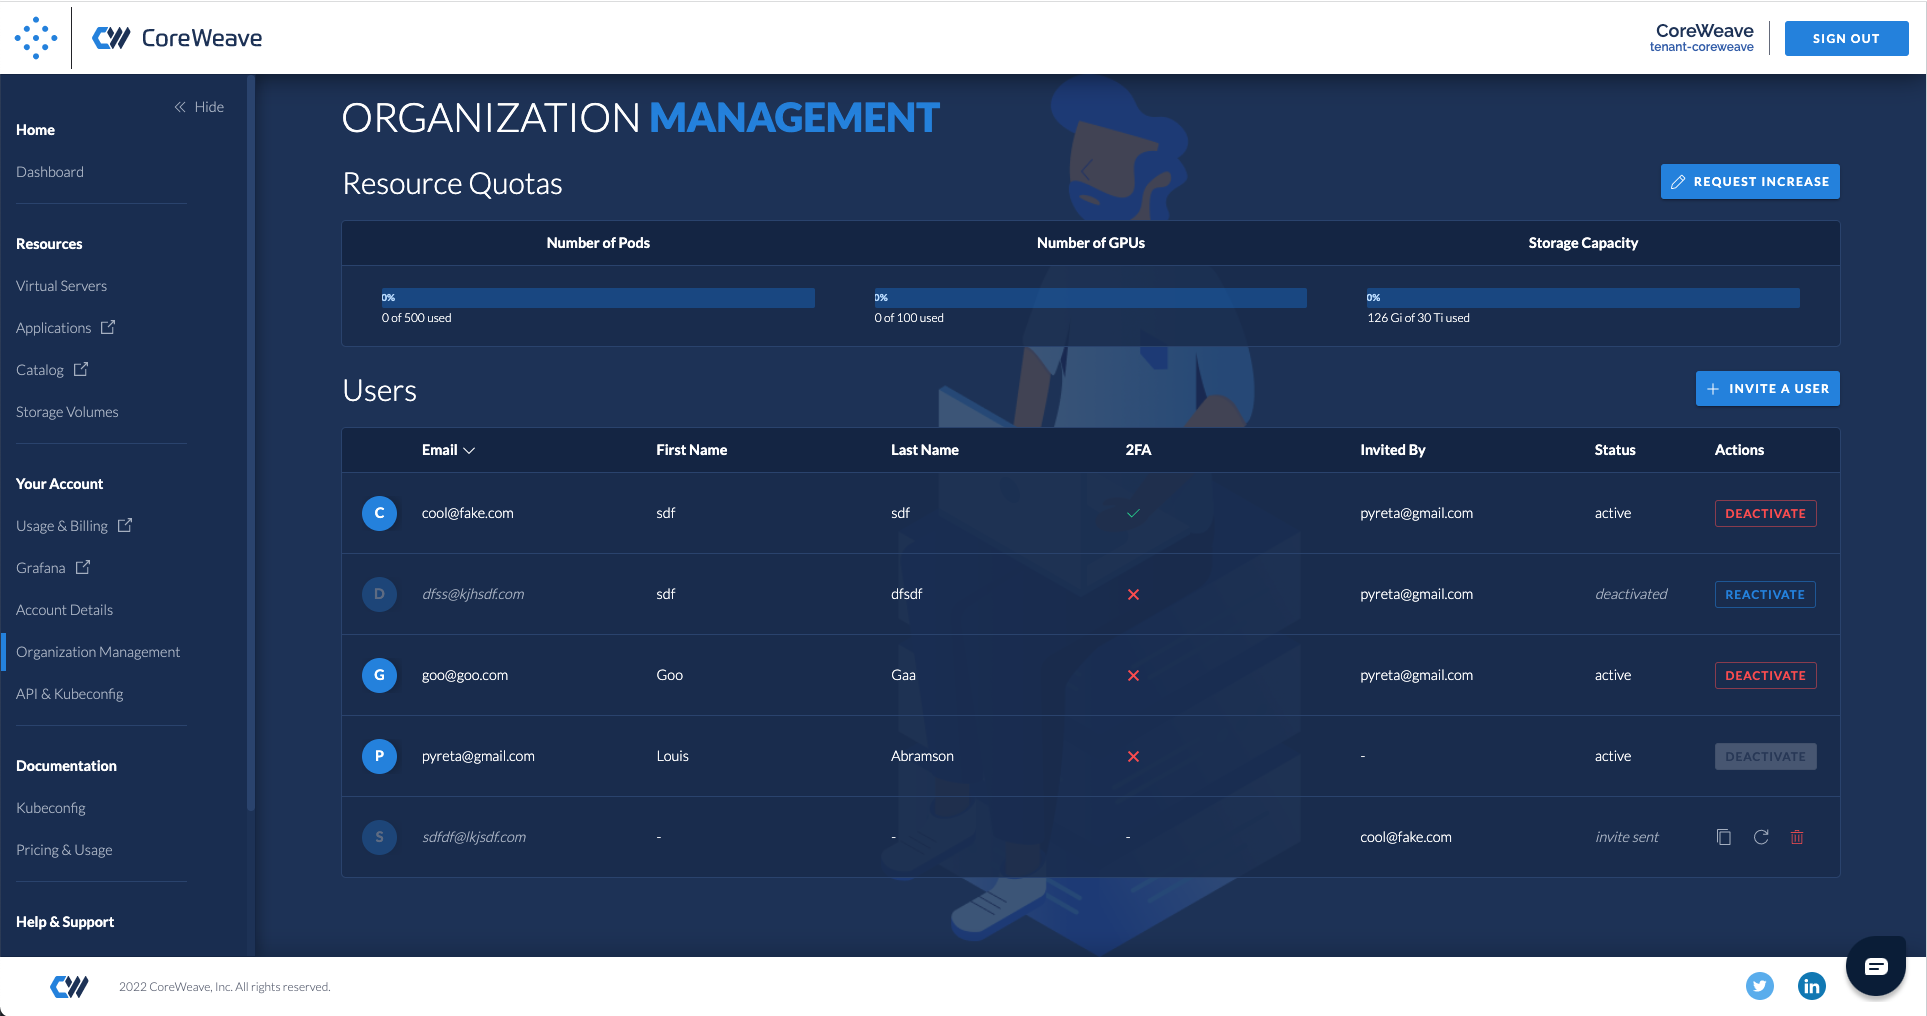 CoreWeave
CoreWeave
tenant-coreweave
SIGN OUT
Hide
Home
Dashboard
Resources
Virtual Servers
Applications
Catalog
Storage Volumes
Your Account
Usage & Billing
Grafana
Account Details
Organization Management
API & Kubeconfig
Documentation
Kubeconfig
Pricing & Usage
Help & Support
ORGANIZATION MANAGEMENT
Resource Quotas
REQUEST INCREASE
Number of Pods Number of GPUs Storage Capacity
0% 0% 0%
0 of 500 used 0 of 100 used 126 Gi of 30 Ti used
Users
INVITE A USER
Email First Name Last Name 2FA Invited By Status Actions
C cool@fake.com sdf sdf pyreta@gmail.com active DEACTIVATE
D dfss@kjhsdf.com sdf dfsdf pyreta@gmail.com deactivated REACTIVATE
G goo@goo.com Goo Gaa pyreta@gmail.com active DEACTIVATE
P pyreta@gmail.com Louis Abramson - active DEACTIVATE
S sdfdf@lkjsdf.com - - - cool@fake.com invite sent
2022 CoreWeave, Inc. All rights reserved.
in